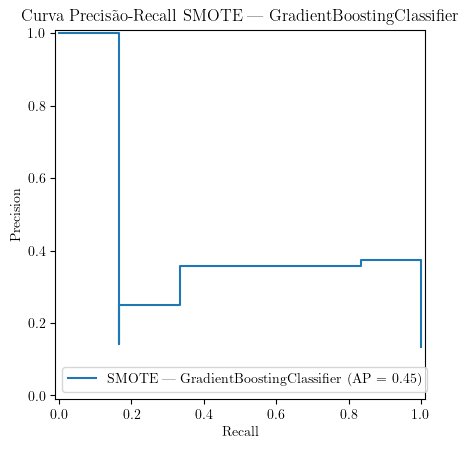 Curva Precisão-Recall SMOTE — GradientBoostingClassifier
1.0
0.8
0.6
0.4
0.2
0.0
Precision
SMOTE — GradientBoostingClassifier (AP = 0.45)
0.0 0.2 0.4 0.6 0.8 1.0
Recall